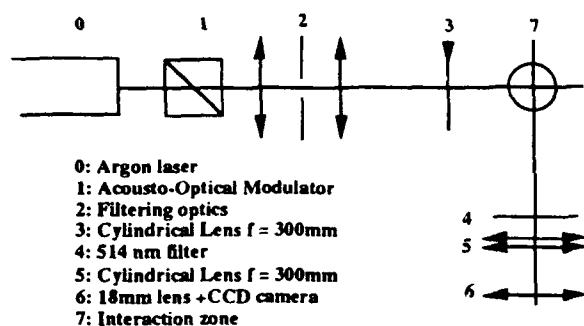 0 1 2 3 7
0: Argon laser
1: Acousto-Optical Modulator
2: Filtering optics
3: Cylindrical Lens f = 300mm
4: 514 nm filter
5: Cylindrical Lens f = 300mm
6: 18mm lens +CCD camera
7: Interaction zone
4
5
6